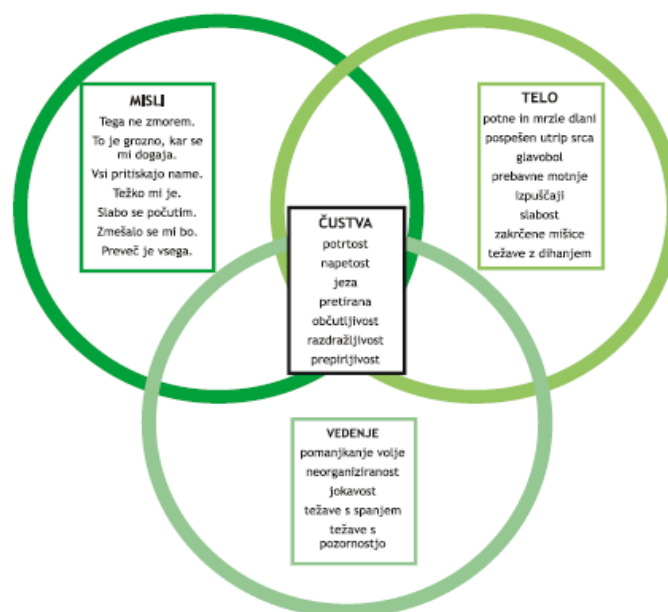 MISLI
Tega ne zmorem.
To je grozno, kar se
mi dogaja.
Vsi pritiskajo name.
Težko mi je.
Slabo se počutim.
Zmešalo se mi bo.
Preveč je vsega.
TELO
potne in mrzle dlani
pospešen utrip srca
glavobol
prebavne motnje
izpuščaji
slabost
zakrčene mišice
težave z dihanjem
ČUSTVA
potrtost
napetost
jeza
pretirana
občutljivost
razdražljivost
prepirljivost
VEDENJE
pomanjkanje volje
neorganiziranost
jokavost
težave s spanjem
težave s
pozornostjo